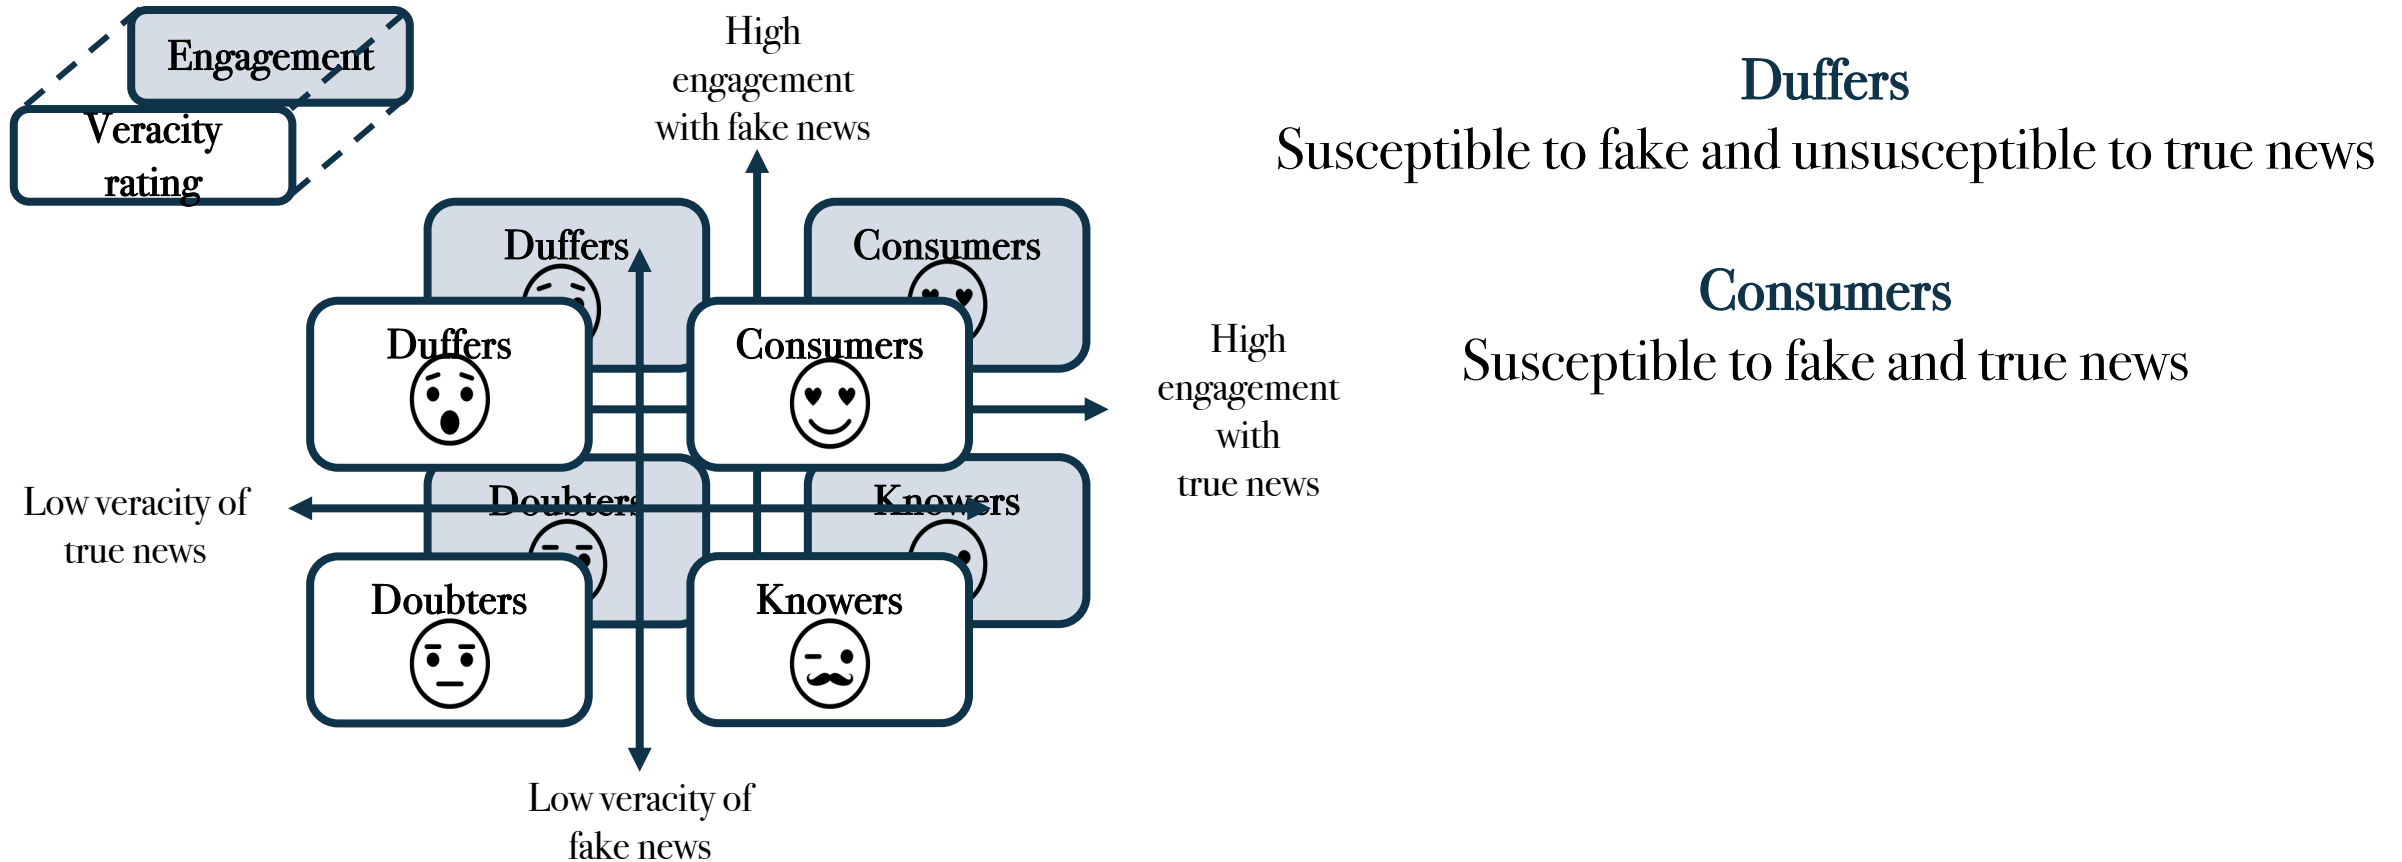 Engagement
Veracity
rating
High
engagement
with fake news
Duffers
Consumers
Duffers
Consumers
High
engagement
with
true news
Low veracity of
true news
Doubters
Knowers
Doubters
Knowers
Low veracity of
fake news
Duffers
Susceptible to fake and unsusceptible to true news
Consumers
Susceptible to fake and true news